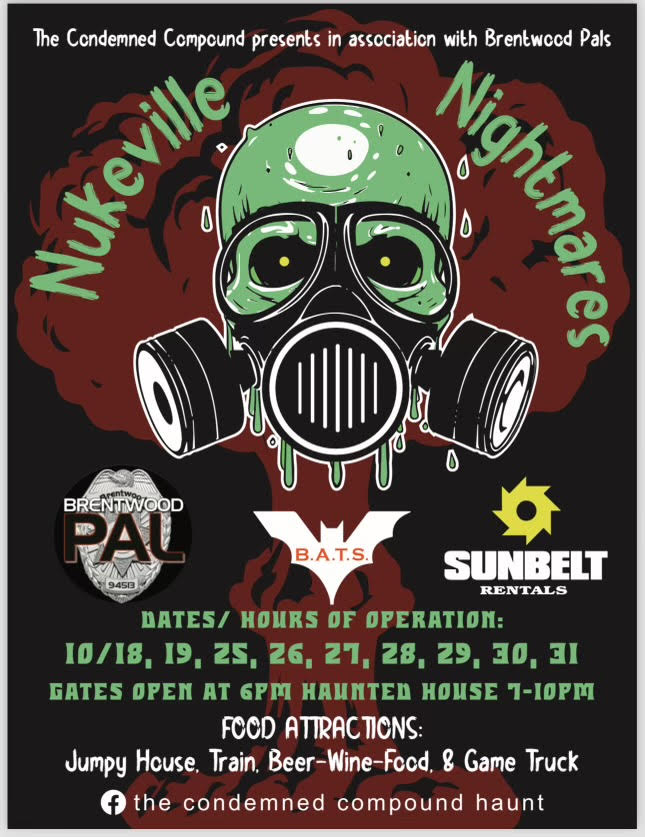 The Condemned Compound presents in association with Brentwood Pals
Nukeville Nightmares
Brentwood
BRENTWOOD
PAL
94513
B.A.T.S.
SUNBELT
RENTALS
DATES/ HOURS OF OPERATION:
10/18, 19, 25, 26, 27, 28, 29, 30, 31
GATES OPEN AT 6PM HAUNTED HOUSE 7-10PM
FOOD ATTRACTIONS:
Jumpy House, Train, Beer-Wine-Food, & Game Truck
the condemned compound haunt